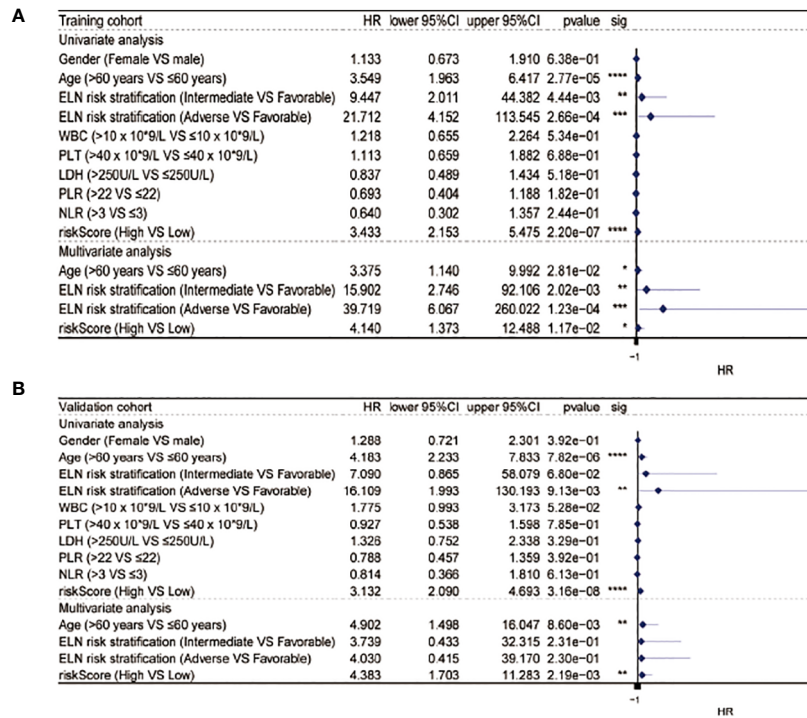 A
Training cohort HR lower 95%CI upper 95%CI pvalue sig
Univariate analysis
Gender (Female VS male) 1.133 0.673 1.910 6.38e-01
Age (>60 years VS ≤60 years) 3.549 1.963 6.417 2.77e-05 ****
ELN risk stratification (Intermediate VS Favorable) 9.447 2.011 44.382 4.44e-03 **
ELN risk stratification (Adverse VS Favorable) 21.712 4.152 113.545 2.66e-04 ***
WBC (>10 x 10*9/L VS ≤10 x 10*9/L) 1.218 0.655 2.264 5.34e-01
PLT (>40 x 10*9/L VS ≤40 x 10*9/L) 1.113 0.659 1.882 6.88e-01
LDH (>250U/L VS ≤250U/L) 0.837 0.489 1.434 5.18e-01
PLR (>22 VS ≤22) 0.693 0.404 1.188 1.82e-01
NLR (>3 VS ≤3) 0.640 0.302 1.357 2.44e-01
riskScore (High VS Low) 3.433 2.153 5.475 2.20e-07 ****
Multivariate analysis
Age (>60 years VS ≤60 years) 3.375 1.140 9.992 2.81e-02 *
ELN risk stratification (Intermediate VS Favorable) 15.902 2.746 92.106 2.02e-03 **
ELN risk stratification (Adverse VS Favorable) 39.719 6.067 260.022 1.23e-04 ***
riskScore (High VS Low) 4.140 1.373 12.488 1.17e-02 *
−1
HR
B
Validation cohort HR lower 95%CI upper 95%CI pvalue sig
Univariate analysis
Gender (Female VS male) 1.288 0.721 2.301 3.92e-01
Age (>60 years VS ≤60 years) 4.183 2.233 7.833 7.82e-06 ****
ELN risk stratification (Intermediate VS Favorable) 7.090 0.865 58.079 6.80e-02
ELN risk stratification (Adverse VS Favorable) 16.109 1.993 130.193 9.13e-03 **
WBC (>10 x 10*9/L VS ≤10 x 10*9/L) 1.775 0.993 3.173 5.28e-02
PLT (>40 x 10*9/L VS ≤40 x 10*9/L) 0.927 0.538 1.598 7.85e-01
LDH (>250U/L VS ≤250U/L) 1.326 0.752 2.338 3.29e-01
PLR (>22 VS ≤22) 0.788 0.457 1.359 3.92e-01
NLR (>3 VS ≤3) 0.814 0.366 1.810 6.13e-01
riskScore (High VS Low) 3.132 2.090 4.693 3.16e-08 ****
Multivariate analysis
Age (>60 years VS ≤60 years) 4.902 1.498 16.047 8.60e-03 **
ELN risk stratification (Intermediate VS Favorable) 3.739 0.433 32.315 2.31e-01
ELN risk stratification (Adverse VS Favorable) 4.030 0.415 39.170 2.30e-01
riskScore (High VS Low) 4.383 1.703 11.283 2.19e-03 **
−1
HR